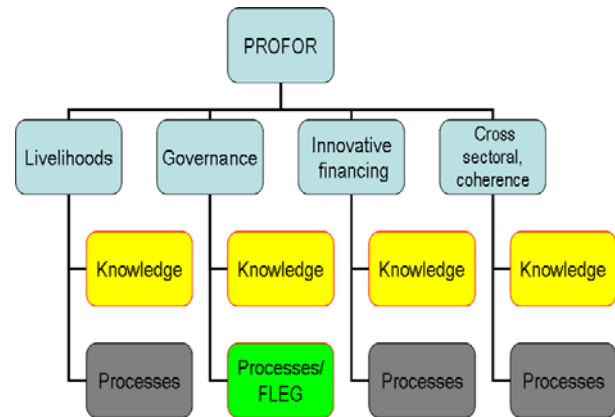 PROFOR
Livelihoods
Governance
Innovative
financing
Cross
sectoral,
coherence
Knowledge
Knowledge
Knowledge
Knowledge
Processes
Processes/
FLEG
Processes
Processes